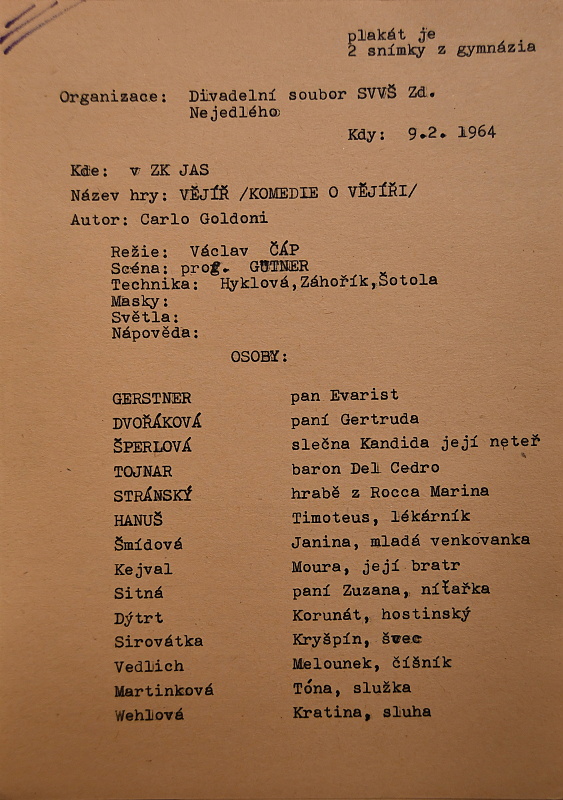 plakát je
2 snímky z gymnázia
Organizace: Divadelní soubor SVVŠ Zd.
Nejedlého
Kdy: 9.2. 1964
Kde: v ZK JAS
Název hry: VĚJÍŘ /KOMEDIE O VĚJÍŘI/
Autor: Carlo Goldoni
Režie: Václav ČÁP
Scéna: prof. GÜTNER
Technika: Hyklová,Záhořík,Šotola
Masky:
Světla:
Nápověda:
OSOBY:
GERSTNER pan Evarist
DVOŘÁKOVÁ paní Gertruda
ŠPERLOVÁ slečna Kandida její neteř
TOJNAR baron Del Cedro
STRÁNSKÝ hrabě z Rocca Marina
HANUŠ Timoteus, lékárník
Šmídová Janina, mladá venkovanka
Kejval Moura, její bratr
Sitná paní Zuzana, níťařka
Dýtrt Korunát, hostinský
Sirovátka Kryšpín, švec
Vedlich Melounek, číšník
Martinková Tóna, služka
Wehlová Kratina, sluha